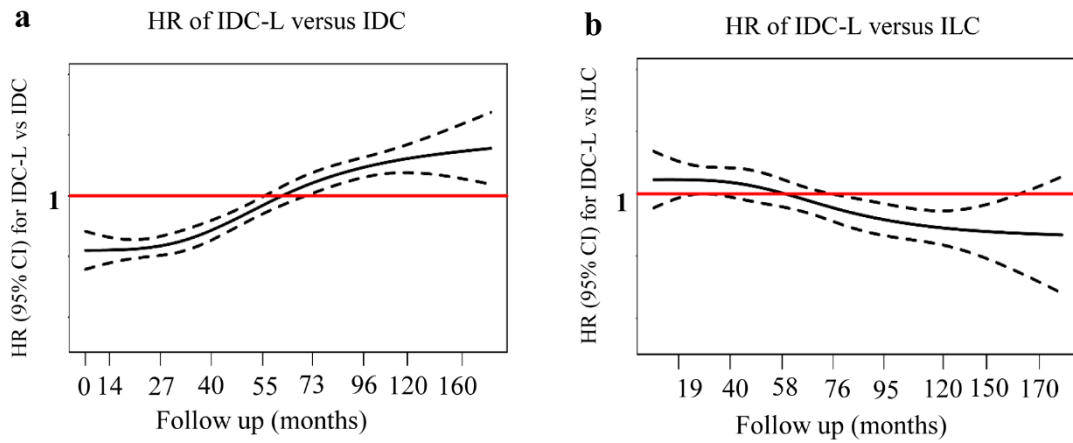 a
HR of IDC-L versus IDC
HR (95% CI) for IDC-L vs IDC
1
0 14 27 40 55 73 96 120 160
Follow up (months)
b
HR of IDC-L versus ILC
HR (95% CI) for IDC-L vs ILC
1
19 40 58 76 95 120 150 170
Follow up (months)